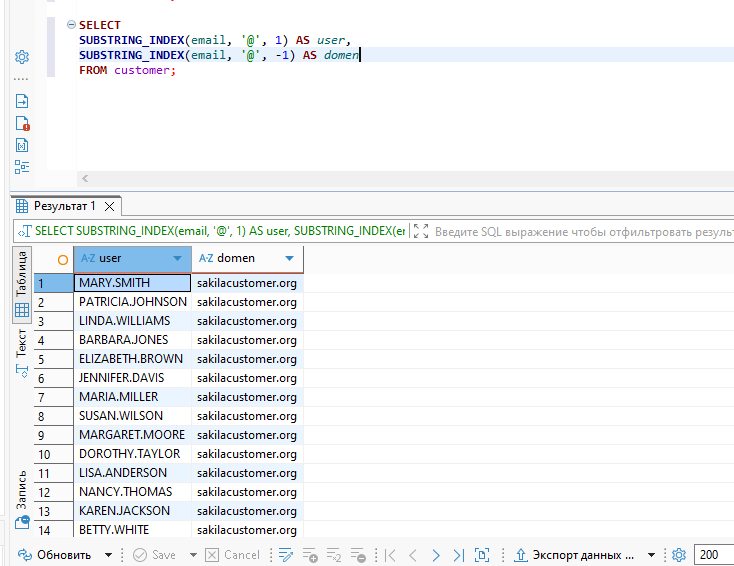 SELECT
SUBSTRING_INDEX(email, '@', 1) AS user,
SUBSTRING_INDEX(email, '@', -1) AS domen
FROM customer;
Результат 1
SELECT SUBSTRING_INDEX(email, '@', 1) AS user, SUBSTRING_INDEX(er
Введите SQL выражение чтобы отфильтровать результ
Таблица
Текст
Запись
A-Z user A-Z domen
1 MARY.SMITH sakilacustomer.org
2 PATRICIA.JOHNSON sakilacustomer.org
3 LINDA.WILLIAMS sakilacustomer.org
4 BARBARA.JONES sakilacustomer.org
5 ELIZABETH.BROWN sakilacustomer.org
6 JENNIFER.DAVIS sakilacustomer.org
7 MARIA.MILLER sakilacustomer.org
8 SUSAN.WILSON sakilacustomer.org
9 MARGARET.MOORE sakilacustomer.org
10 DOROTHY.TAYLOR sakilacustomer.org
11 LISA.ANDERSON sakilacustomer.org
12 NANCY.THOMAS sakilacustomer.org
13 KAREN.JACKSON sakilacustomer.org
14 BETTY.WHITE sakilacustomer.org
Обновить Save Cancel Экспорт данных ... 200